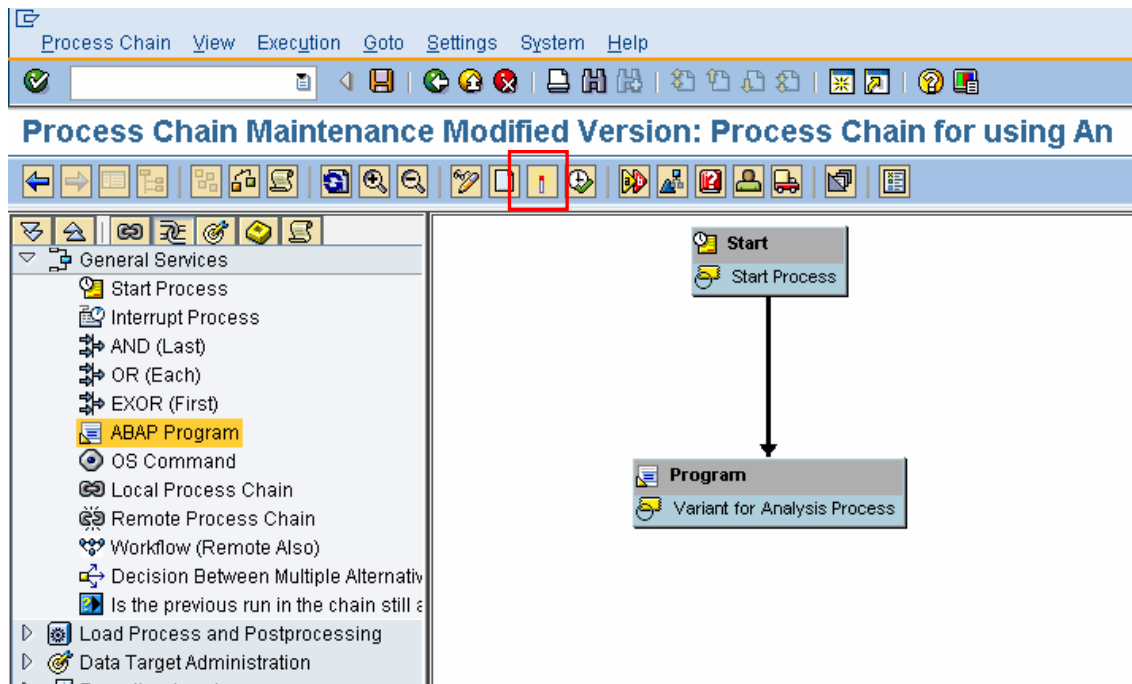 Process Chain View Execution Goto Settings System Help
Process Chain Maintenance Modified Version: Process Chain for using An
General Services
Start Process
Interrupt Process
AND (Last)
OR (Each)
EXOR (First)
ABAP Program
OS Command
Local Process Chain
Remote Process Chain
Workflow (Remote Also)
Decision Between Multiple Alternativ
Is the previous run in the chain still a
Load Process and Postprocessing
Data Target Administration
Start
Start Process
Program
Variant for Analysis Process